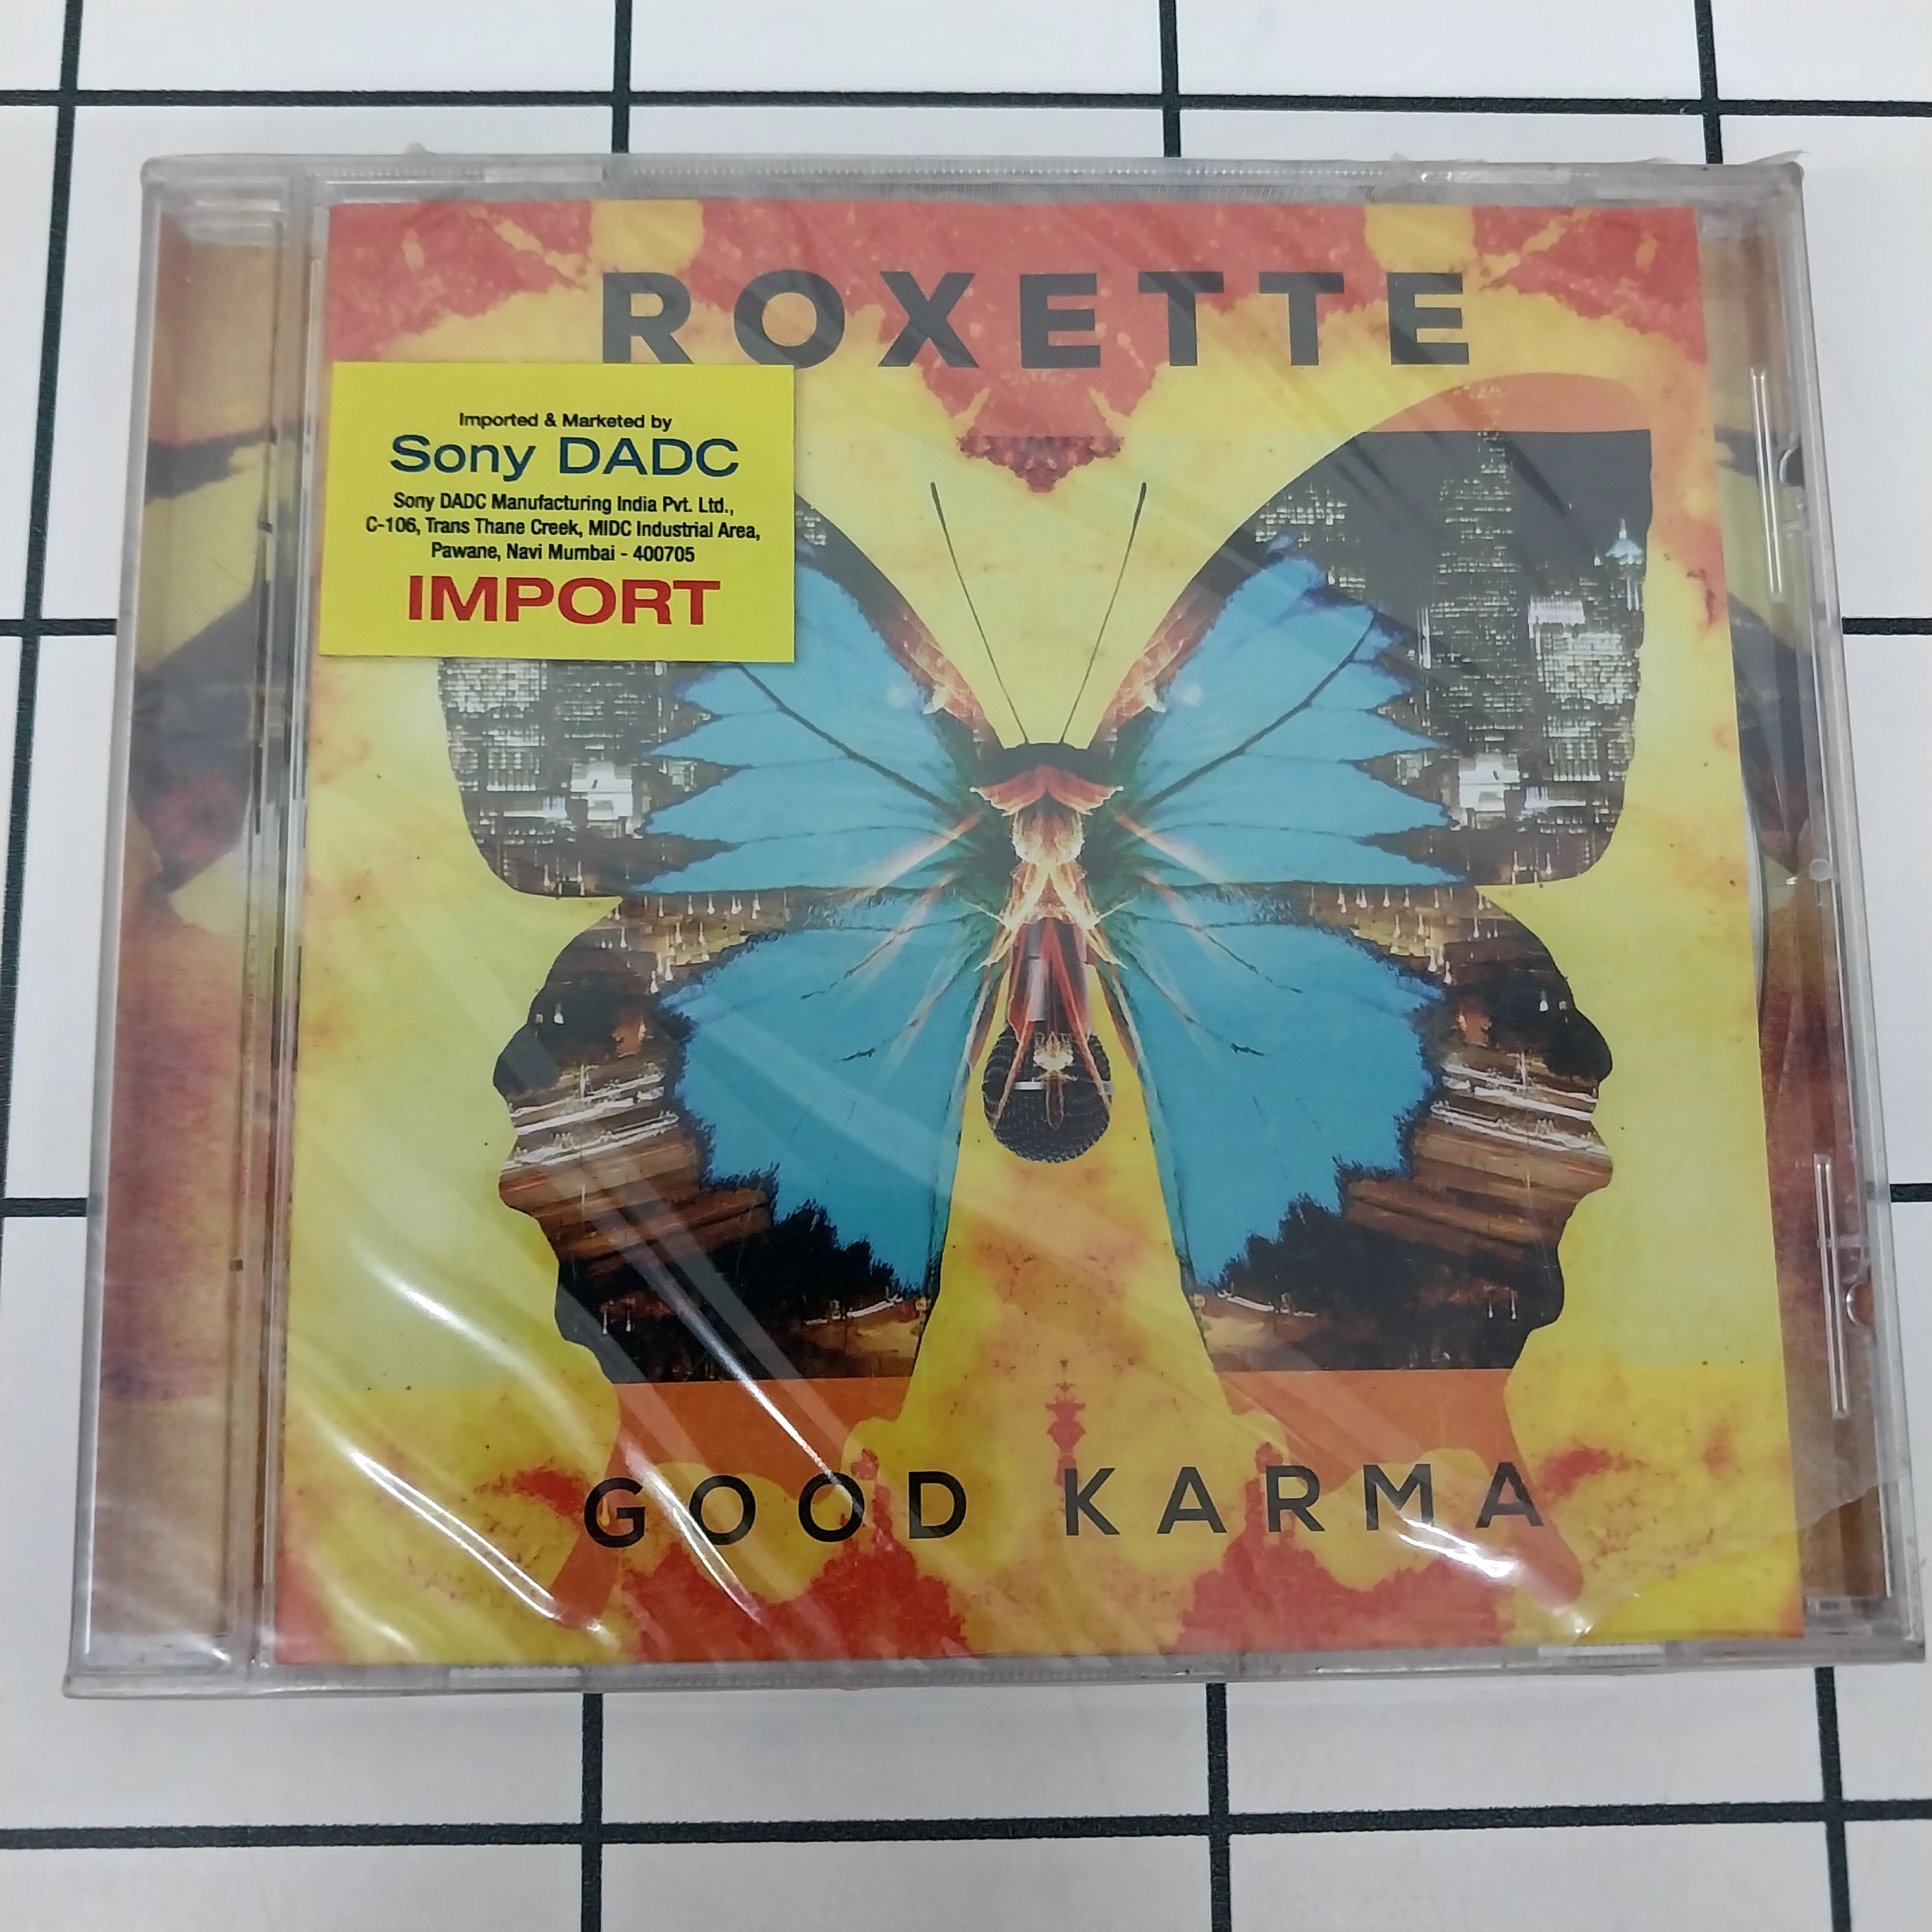 ROXETTE
Imported & Marketed by
Sony DADC
Sony DADC Manufacturing India Pvt. Ltd.,
C-106, Trans Thane Creek, MIDC Industrial Area,
Pawane, Navi Mumbai - 400705
IMPORT
GOOD KARMA